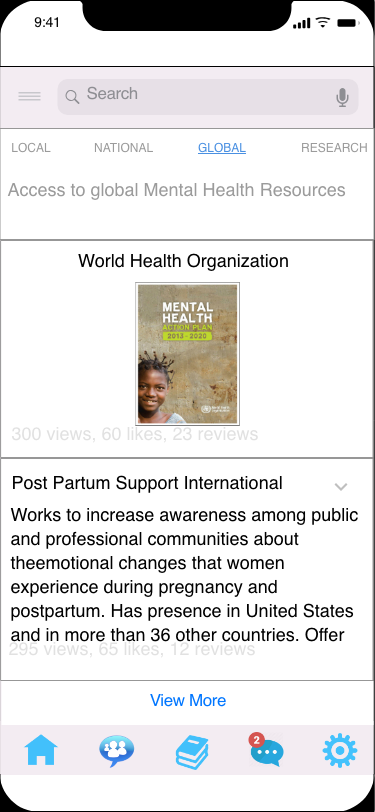 9:41
Search
LOCAL NATIONAL GLOBAL RESEARCH
Access to global Mental Health Resources
World Health Organization
MENTAL
HEALTH
ACTION PLAN
2013 - 2020
300 views, 60 likes, 23 reviews
Post Partum Support International
Works to increase awareness among public
and professional communities about
theemotional changes that women
experience during pregnancy and
postpartum. Has presence in United States
and in more than 36 other countries. Offer
295 views, 65 likes, 12 reviews
View More
2